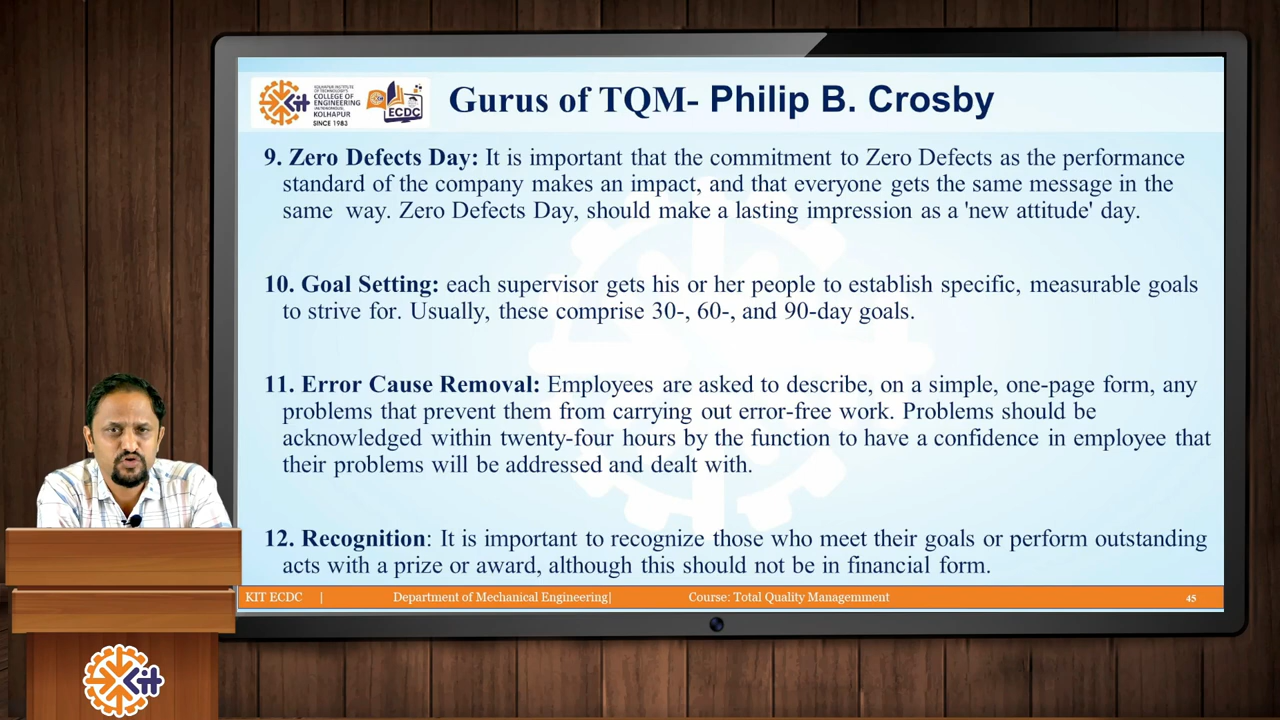 KOLHAPUR INSTITUTE
OF TECHNOLOGY'S
COLLEGE OF
ENGINEERING
KOLHAPUR
SINCE 1983
Kit
ECDC
Gurus of TQM- Philip B. Crosby
9. Zero Defects Day: It is important that the commitment to Zero Defects as the performance
standard of the company makes an impact, and that everyone gets the same message in the
same way. Zero Defects Day, should make a lasting impression as a 'new attitude' day.
10. Goal Setting: each supervisor gets his or her people to establish specific, measurable goals
to strive for. Usually, these comprise 30-, 60-, and 90-day goals.
11. Error Cause Removal: Employees are asked to describe, on a simple, one-page form, any
problems that prevent them from carrying out error-free work. Problems should be
acknowledged within twenty-four hours by the function to have a confidence in employee that
their problems will be addressed and dealt with.
12. Recognition: It is important to recognize those who meet their goals or perform outstanding
acts with a prize or award, although this should not be in financial form.
KIT ECDC | Department of Mechanical Engineering| Course: Total Quality Managemment 45
Kit